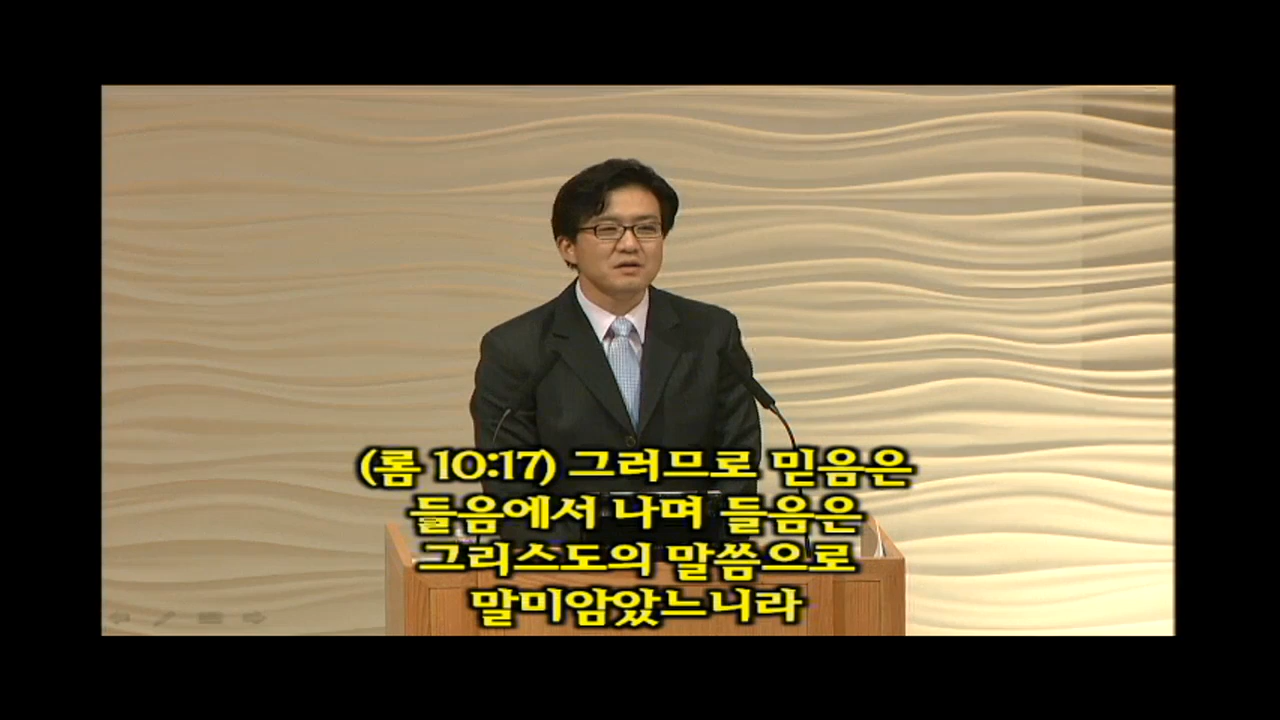 (롬 10:17) 그러므로 믿음은
들음에서 나며 들음은
그리스도의 말씀으로
말미암았느니라